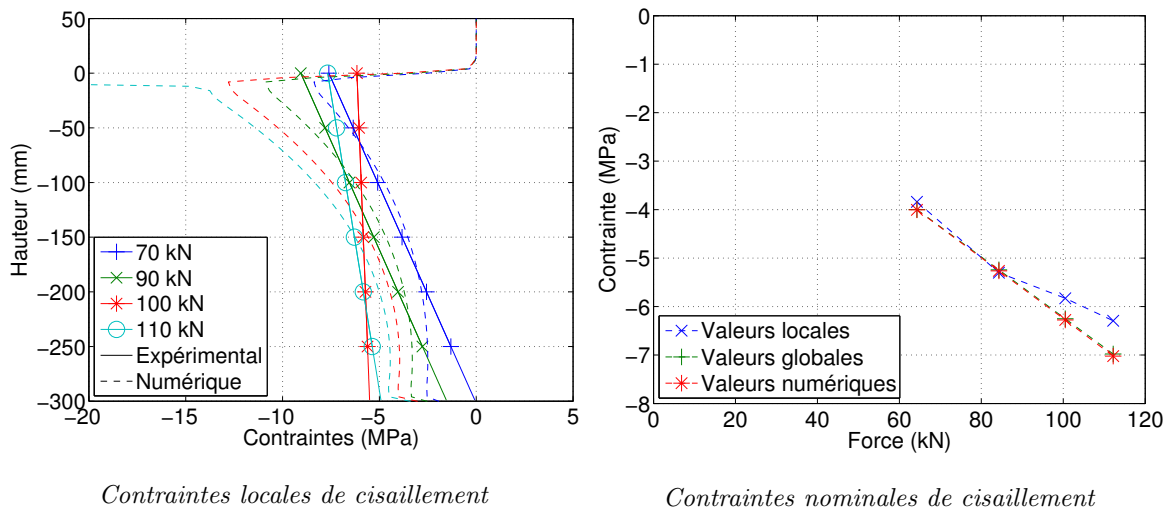 50
0
−50
−100
−150
−200
−250
−300
Hauteur (mm)
−20
−15
−10
−5
0
5
Contraintes (MPa)
70 kN
90 kN
100 kN
110 kN
Expérimental
Numérique
Contraintes locales de cisaillement
0
−1
−2
−3
−4
−5
−6
−7
−8
Contrainte (MPa)
0
20
40
60
80
100
120
Force (kN)
Valeurs locales
Valeurs globales
Valeurs numériques
Contraintes nominales de cisaillement